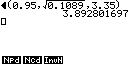 ◀(0.95,√0.1089,3.35)
3.892801697
NPd Ncd InvN